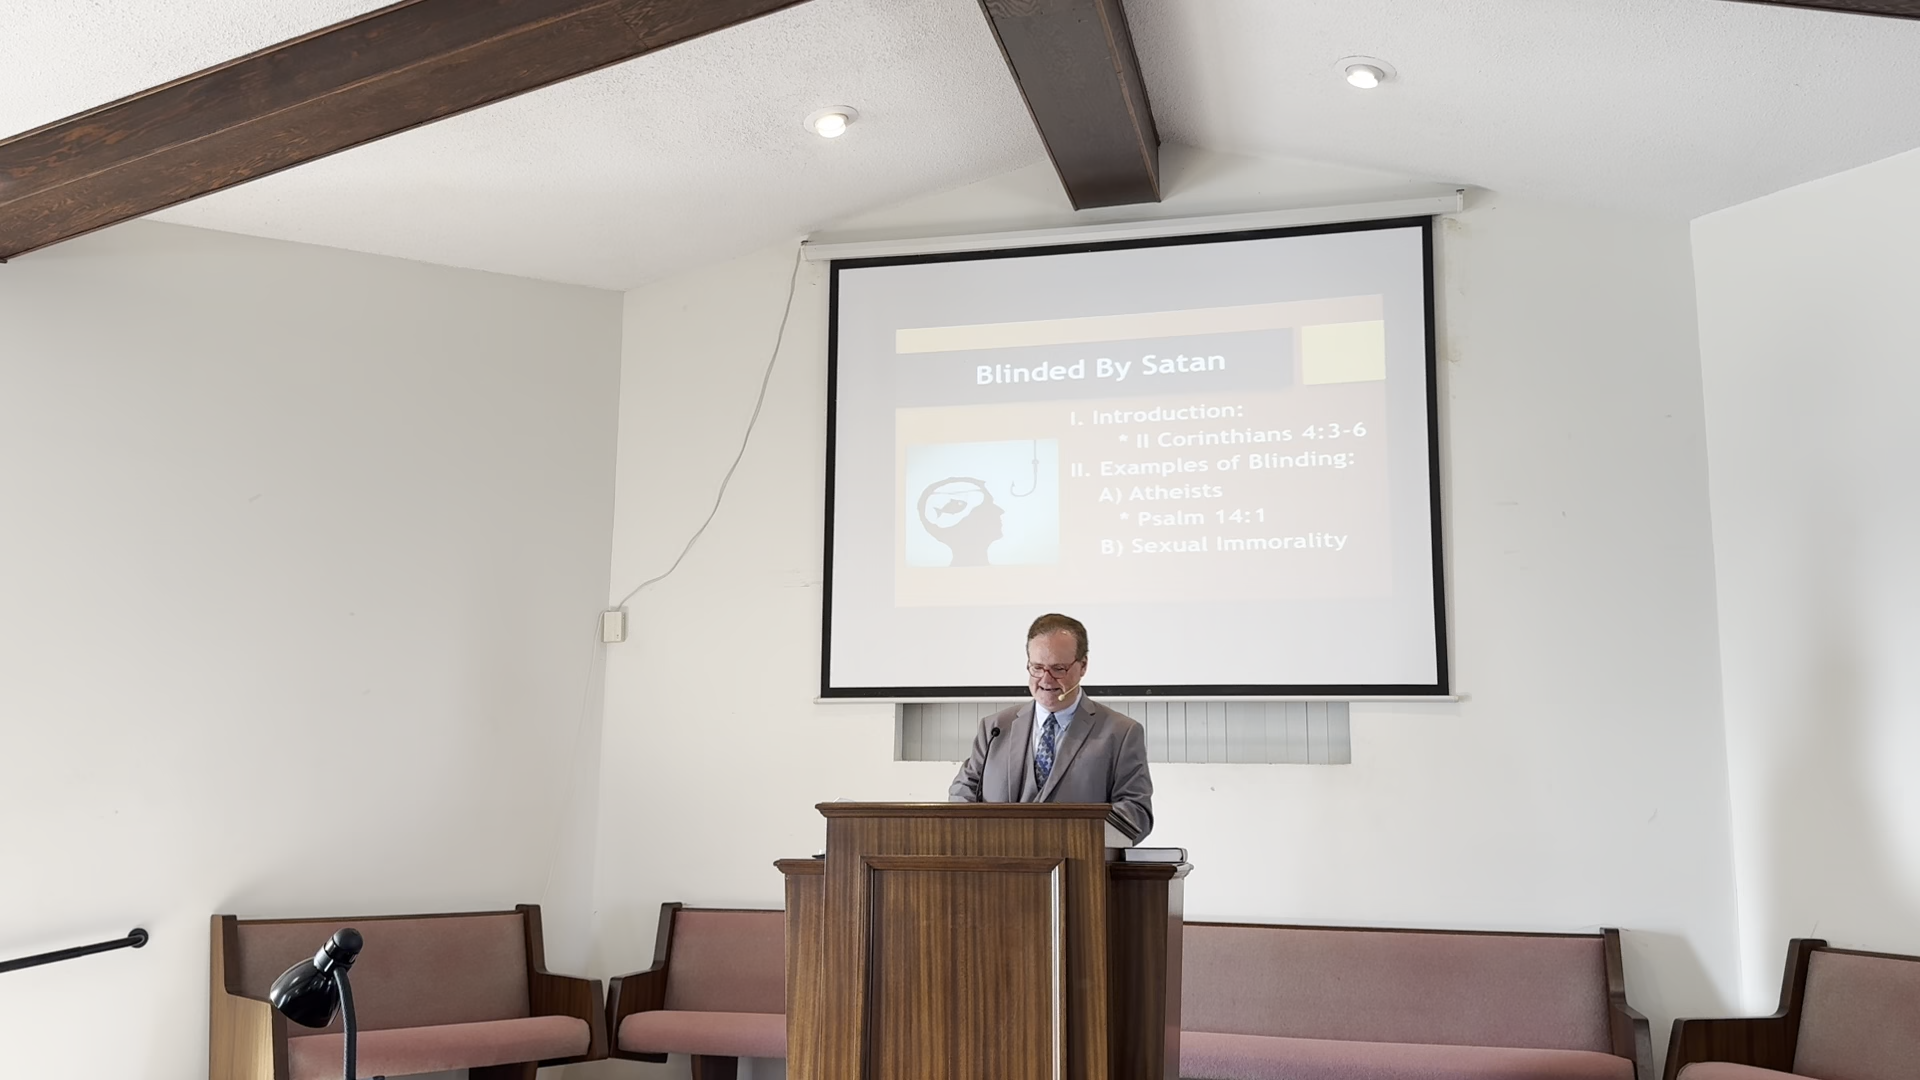 Blinded By Satan
I. Introduction:
* II Corinthians 4:3-6
II. Examples of Blinding:
A) Atheists
* Psalm 14:1
B) Sexual Immorality